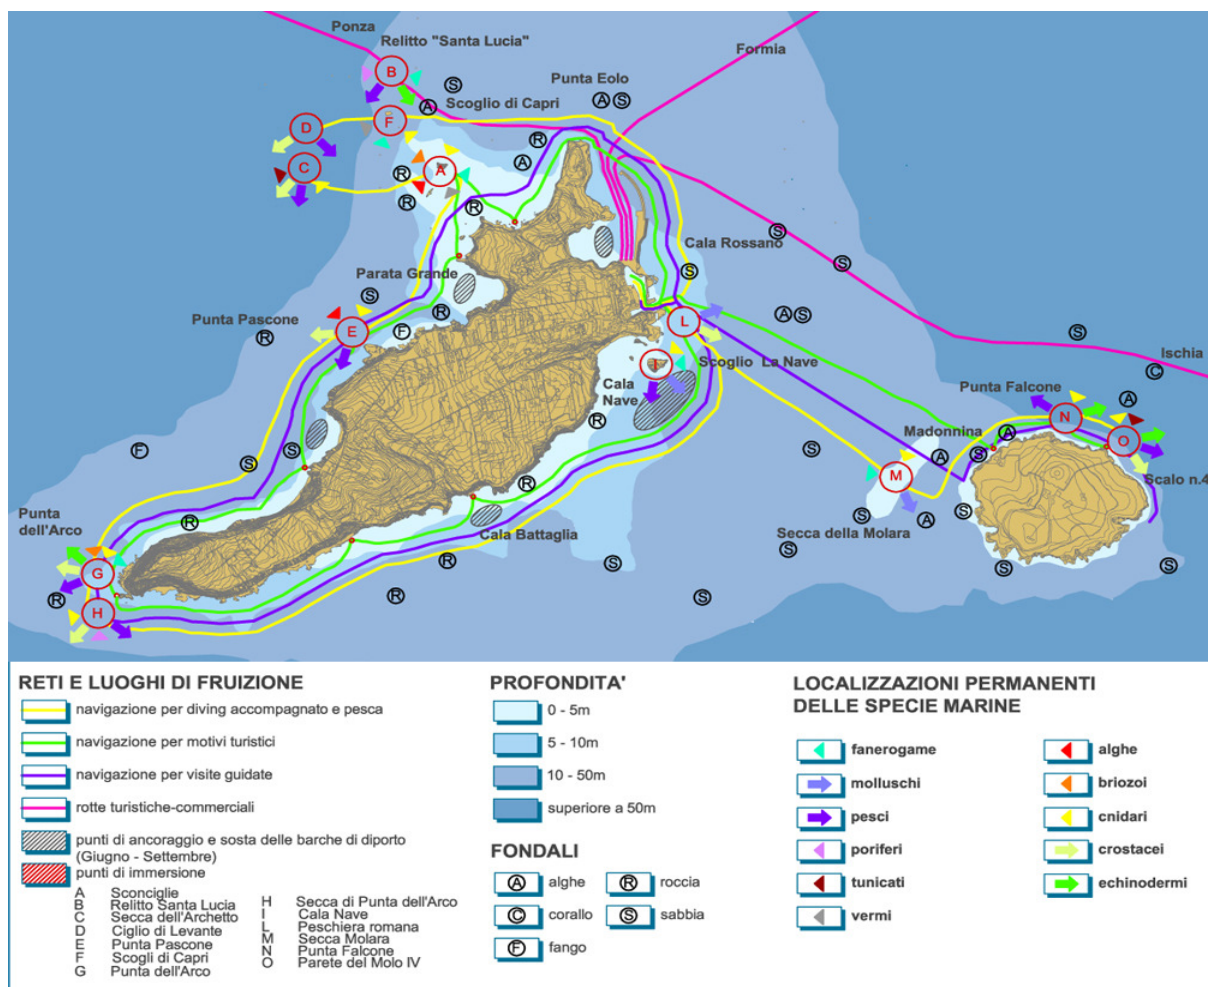 Ponza
Relitto "Santa Lucia"
Formia
B
S
Punta Eolo
A S
A
Scoglio di Capri
D
F
R
A
C
R
A
R
R
S
Cala Rossano
S
S
Parata Grande
S
R
A S
Punta Pascone
R
E
F
L
S
Ischia
C
I
Scoglio La Nave
Cala
Nave
Punta Falcone
A
R
N
Madonnina
A
O
F
S
S
S
A
S
M
Scalo n.4
R
Punta
dell'Arco
R
Cala Battaglia
S
A
S
Secca della Molara
S
R
S
S
S
G
R
H
R
S
RETI E LUOGHI DI FRUIZIONE
navigazione per diving accompagnato e pesca
navigazione per motivi turistici
navigazione per visite guidate
rotte turistiche-commerciali
punti di ancoraggio e sosta delle barche di diporto
(Giugno - Settembre)
punti di immersione
A Sconciglie
B Relitto Santa Lucia
C Secca dell'Archetto
D Ciglio di Levante
E Punta Pascone
F Scogli di Capri
G Punta dell'Arco
H Secca di Punta dell'Arco
I Cala Nave
L Peschiera romana
M Secca Molara
N Punta Falcone
O Parete del Molo IV
PROFONDITA'
0 - 5m
5 - 10m
10 - 50m
superiore a 50m
FONDALI
A alghe
R roccia
C corallo
S sabbia
F fango
LOCALIZZAZIONI PERMANENTI
DELLE SPECIE MARINE
fanerogame
alghe
molluschi
briozoi
pesci
cnidari
poriferi
crostacei
tunicati
echinodermi
vermi